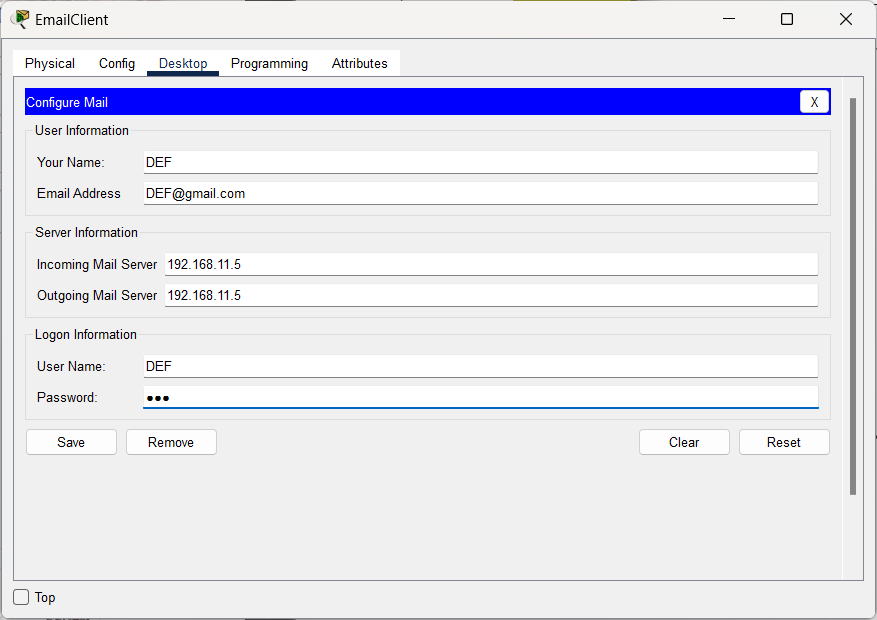 EmailClient
Physical Config Desktop Programming Attributes
Configure Mail X
User Information
Your Name: DEF
Email Address DEF@gmail.com
Server Information
Incoming Mail Server 192.168.11.5
Outgoing Mail Server 192.168.11.5
Logon Information
User Name: DEF
Password: •••
Save Remove Clear Reset
Top